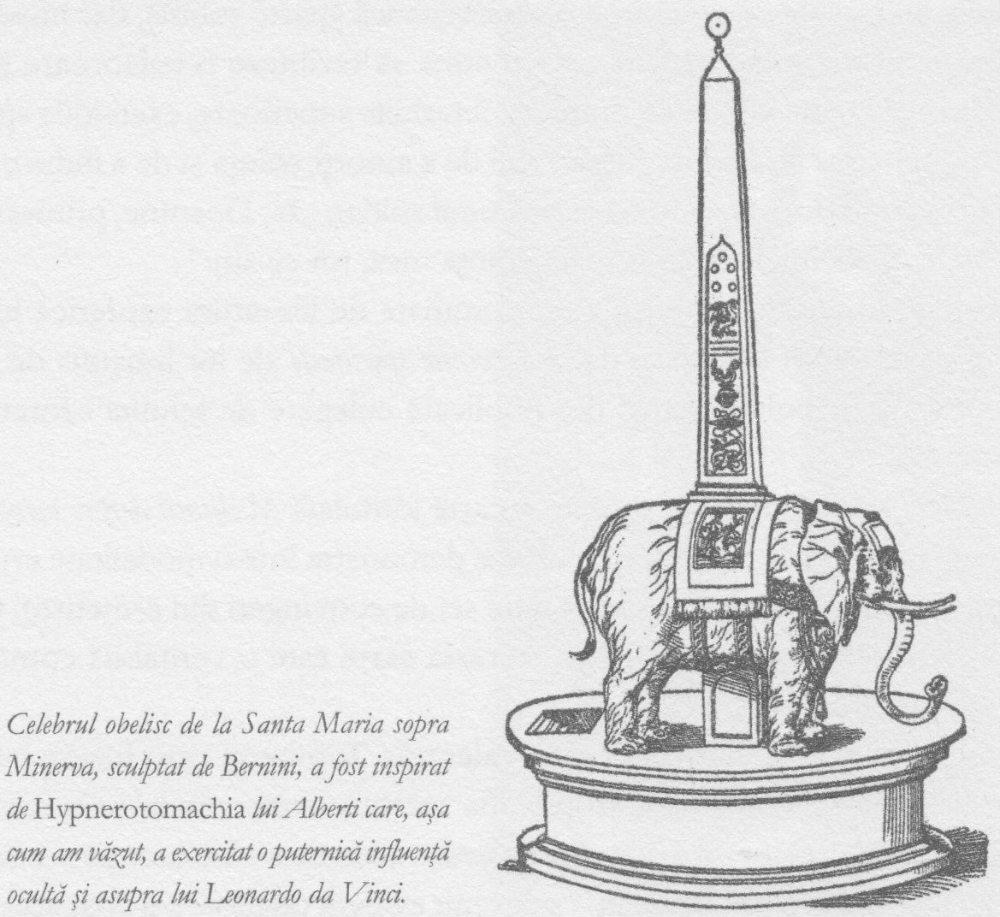 Celebrul obelisc de la Santa Maria sopra
Minerva, sculptat de Bernini, a fost inspirat
de Hypnerotomachia lui Alberti care, așa
cum am văzut, a exercitat o puternică influență
ocultă și asupra lui Leonardo da Vinci.